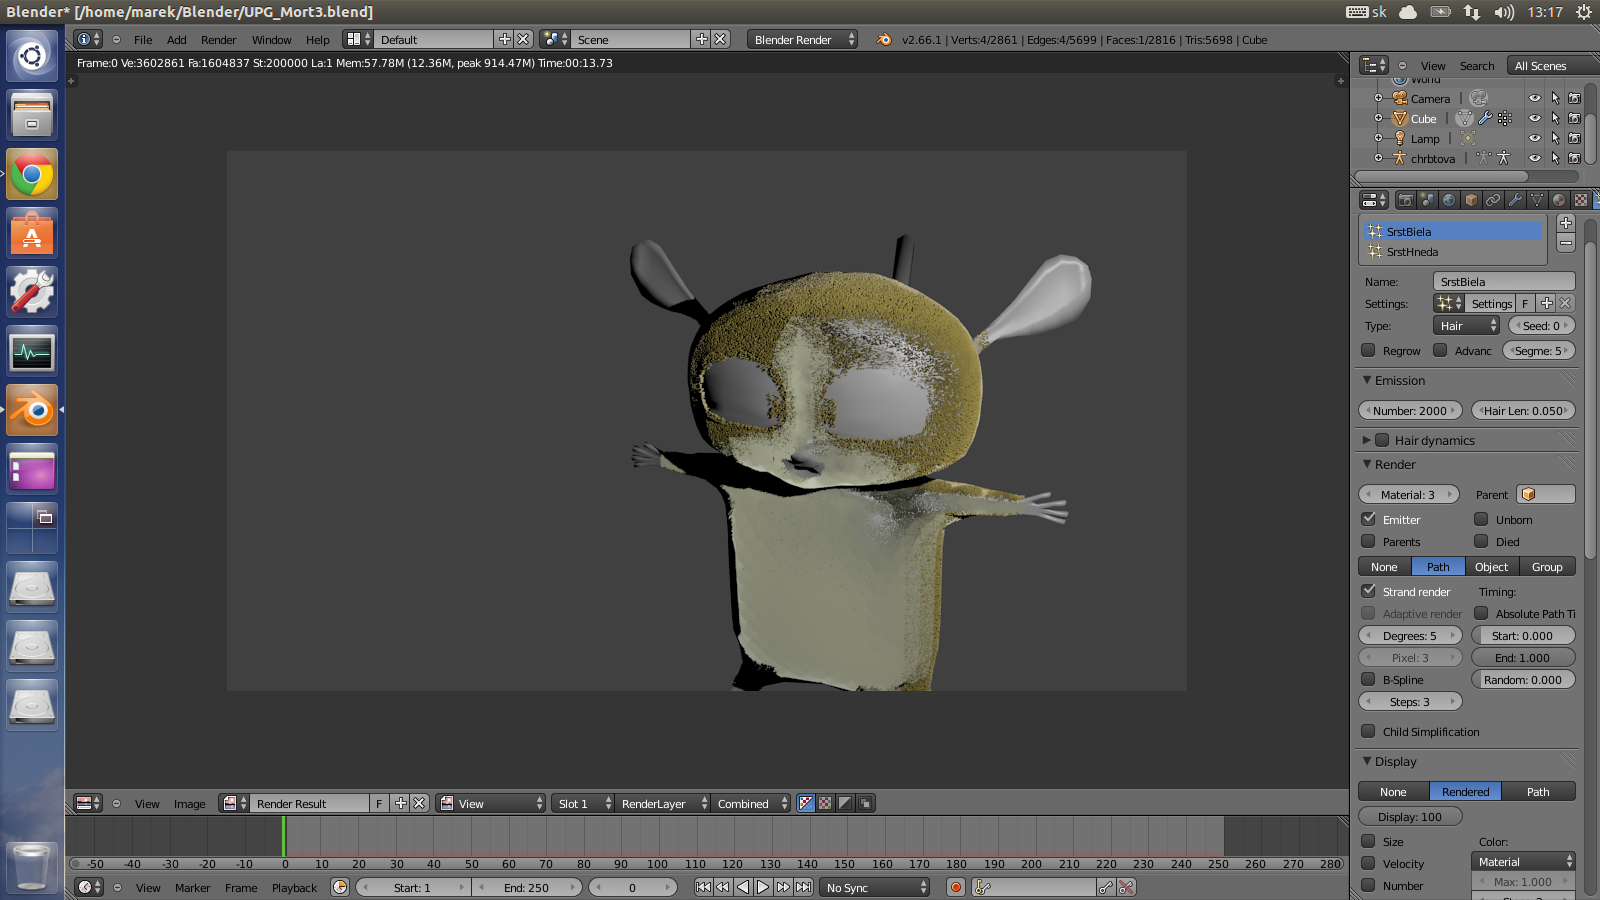 Blender* [/home/marek/Blender/UPG_Mort3.blend]
sk
13:17
File Add Render Window Help
Default
Scene
Blender Render
v2.66.1 | Verts:4/2861 | Edges:4/5699 | Faces:1/2816 | Tris:5698 | Cube
Frame:0 Ve:3602861 Fa:1604837 St:200000 La:1 Mem:57.78M (12.36M, peak 914.47M) Time:00:13.73
View Search All Scenes
World
Camera
Cube
Lamp
chrbtova
SrstBiela
SrstHneda
Name: SrstBiela
Settings: Settings F
Type: Hair Seed: 0
Regrow Advanc Segme: 5
Emission
Number: 2000 Hair Len: 0.050
Hair dynamics
Render
Material: 3 Parent
Emitter Unborn
Parents Died
None Path Object Group
Strand render Timing:
Adaptive render Absolute Path Ti
Degrees: 5 Start: 0.000
Pixel: 3 End: 1.000
B-Spline Random: 0.000
Steps: 3
Child Simplification
Display
None Rendered Path
Display: 100
Size Color:
Velocity Material
Number Max: 1.000
View Image Render Result F View Slot 1 RenderLayer Combined
-50 -40 -30 -20 -10 0 10 20 30 40 50 60 70 80 90 100 110 120 130 140 150 160 170 180 190 200 210 220 230 240 250 260 270 280
View Marker Frame Playback Start: 1 End: 250 0 No Sync